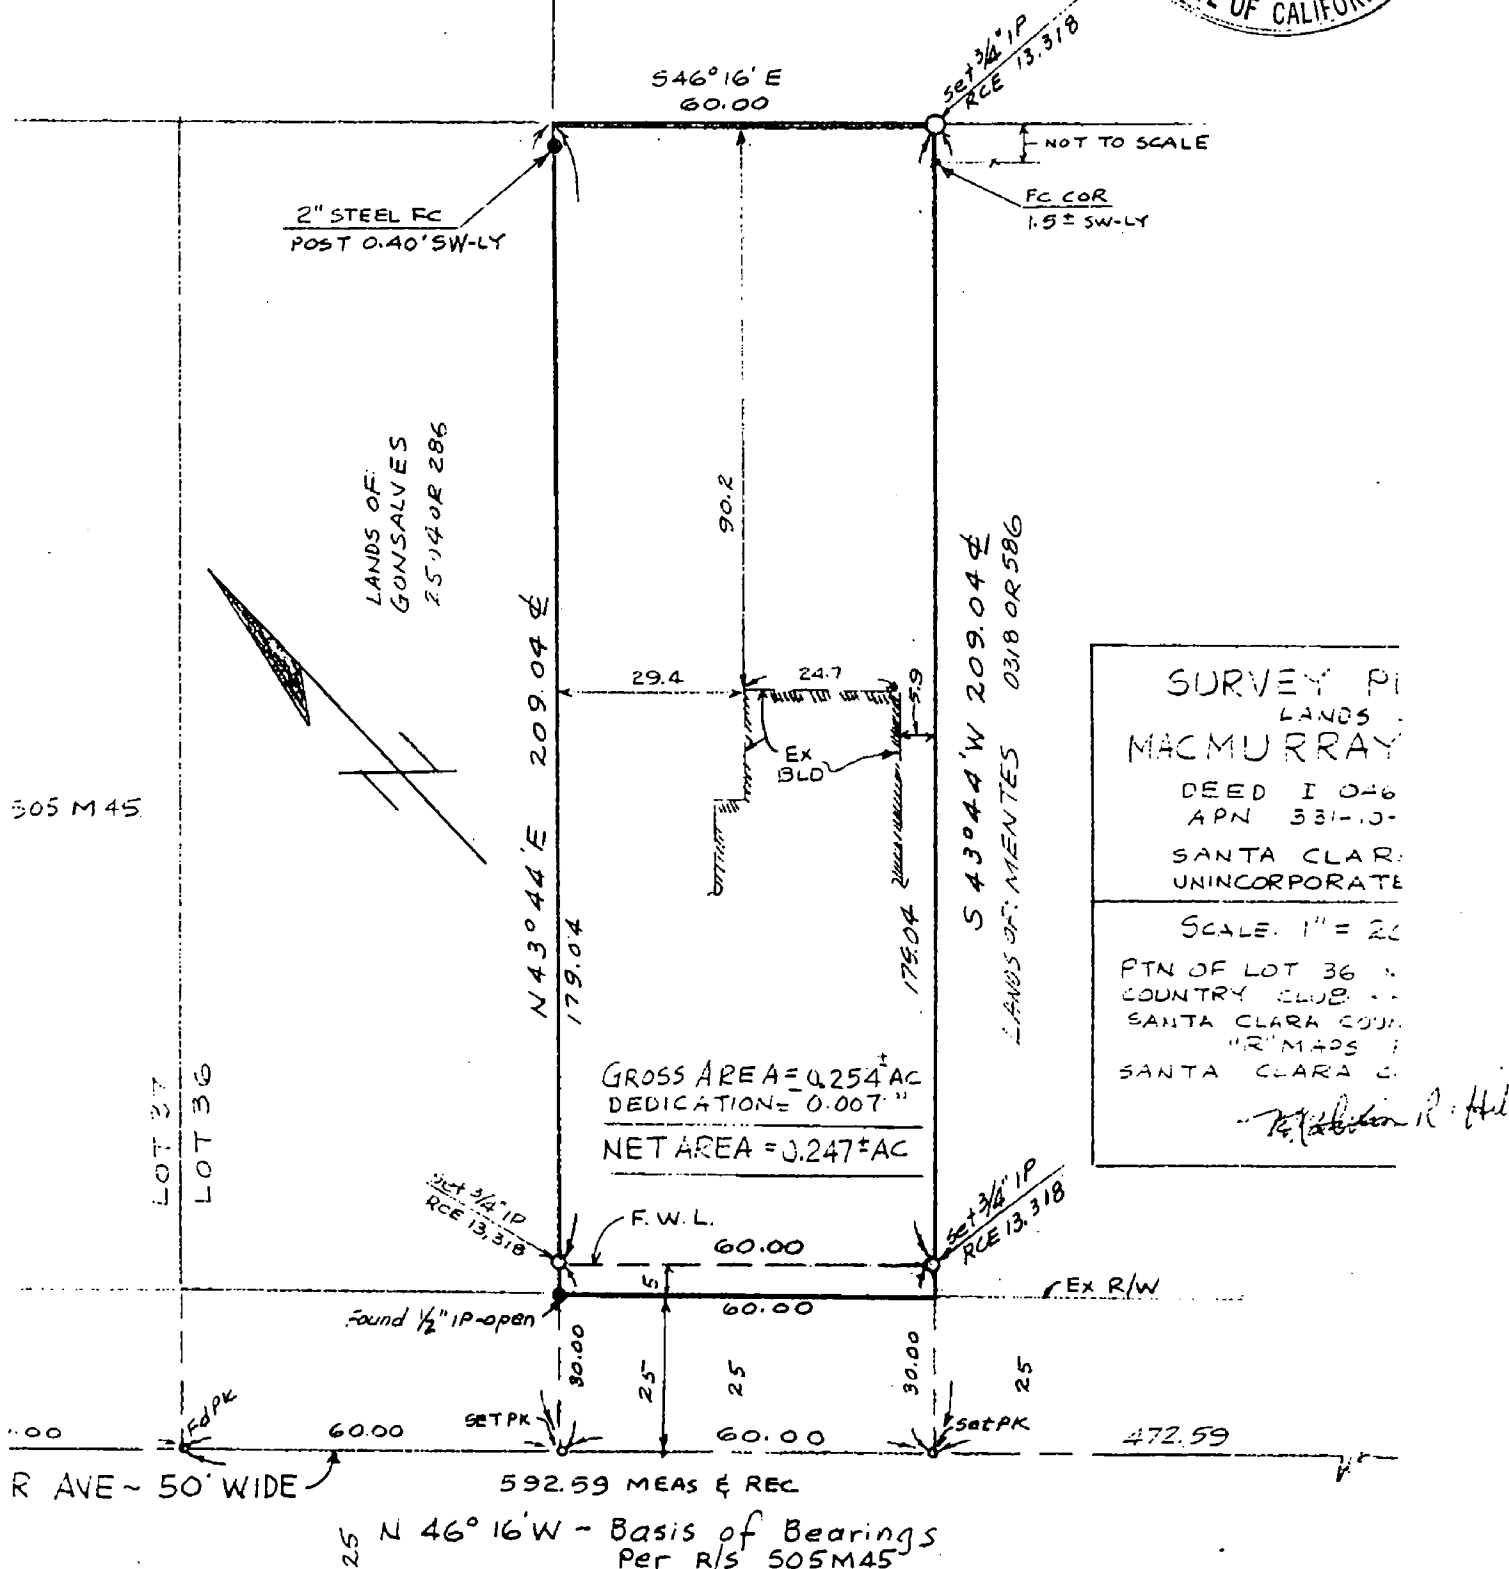 OF CALIFOR
S46°16'E
60.00
set 3/4" IP
RCE 13,318
NOT TO SCALE
2" STEEL FC
POST 0.40' SW-LY
FC COR
1.5± SW-LY
LANDS OF:
GONSALVES
OR 286
90.2
N43°44'E 209.04 ₵
179.04
S 43°44'W 209.04 ₵
179.04
LANDS OF: MENTES 0318 OR 586
29.4
24.7
5.9
EX
BLD
505 M 45
SURVEY
LANDS
MACMURRAY
DEED I
APN 331-
SANTA CLAR
UNINCORPORATE
SCALE. 1" =
PTN OF LOT 36
COUNTRY CLUB
SANTA CLARA COUN
"R" MAPS
SANTA CLARA
GROSS AREA = 0.254± AC
DEDICATION = 0.007 "
NET AREA = 0.247± AC
LOT 37
LOT 36
set 3/4" IP
RCE 13,318
F.W.L.
60.00
set 3/4" IP
RCE 13,318
5
60.00
EX R/W
Found 1/2" IP-open
30.00
25
25
30.00
25
Fd PK
60.00
SET PK
60.00
Set PK
472.59
.00
R AVE ~ 50' WIDE
592.59 MEAS & REC
25
N 46° 16'W - Basis of Bearings
Per R/S 505M45